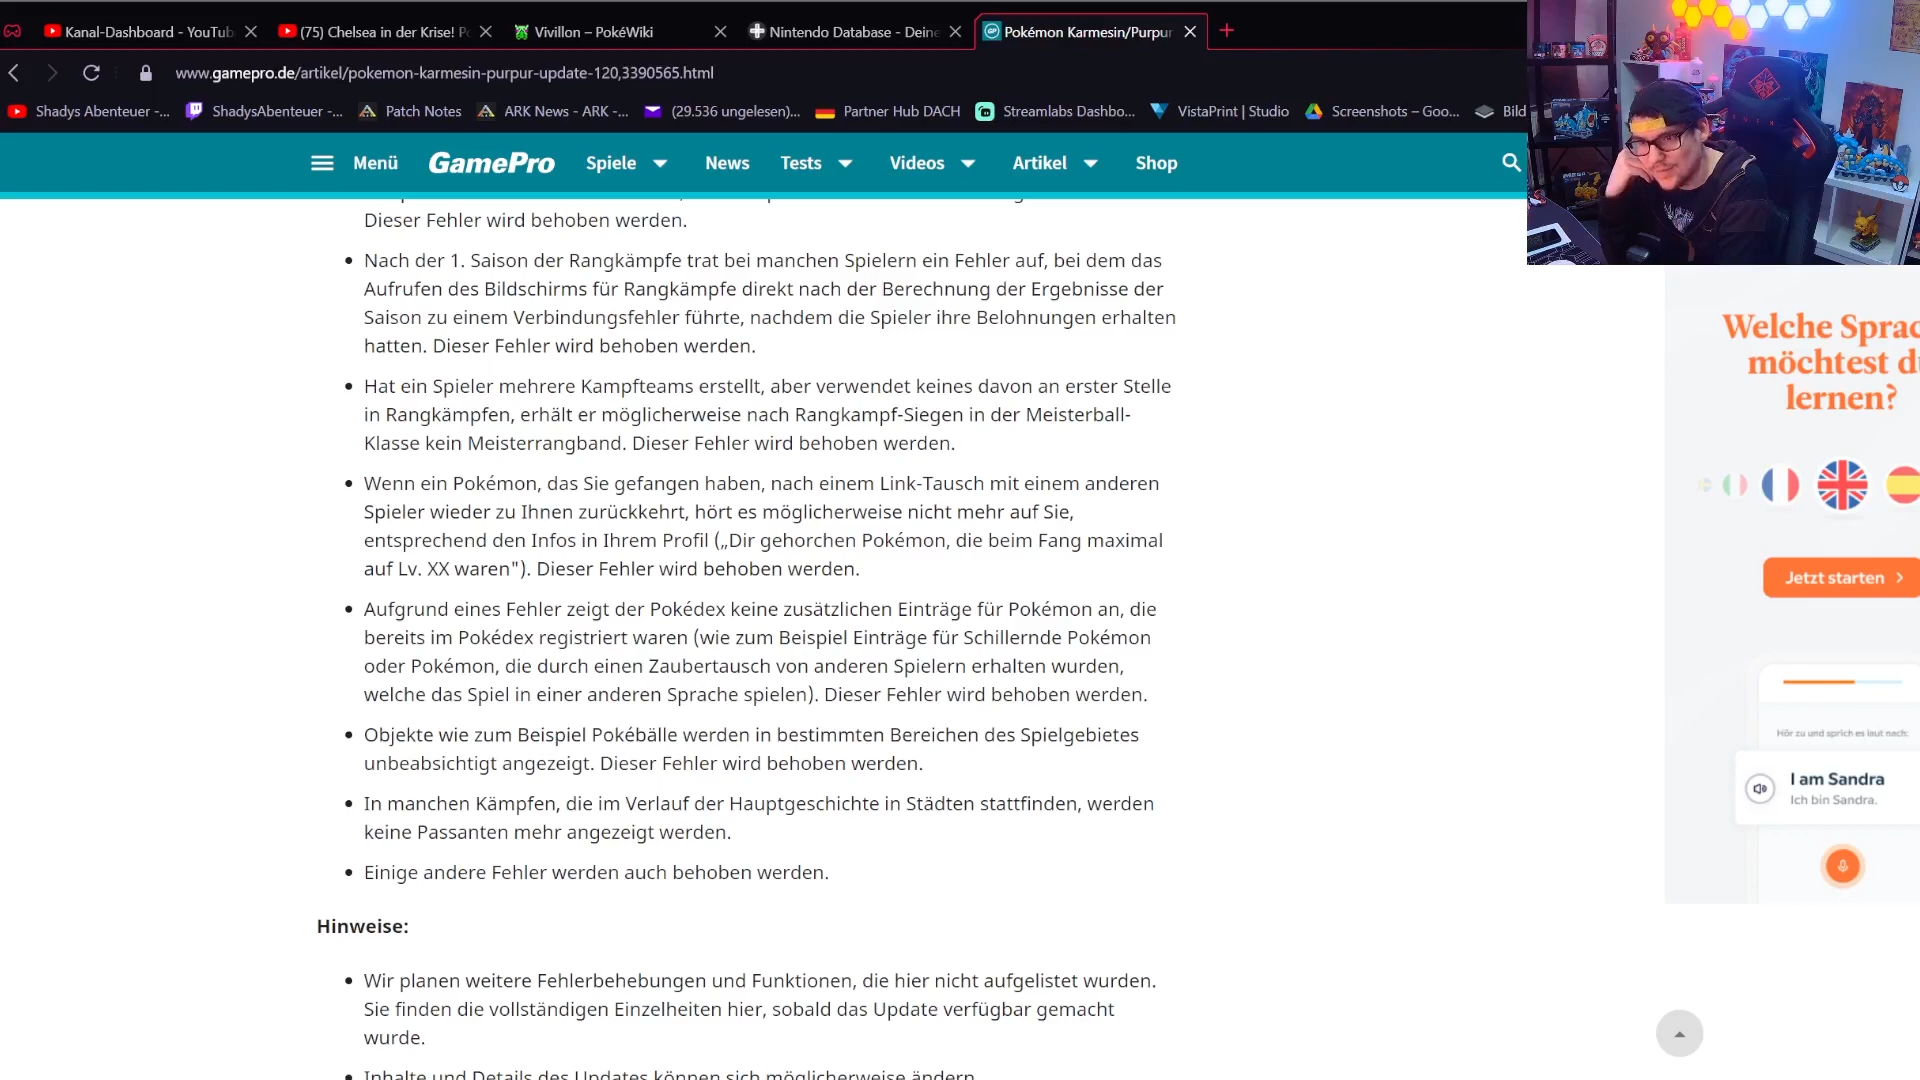 Kanal-Dashboard - YouTub
(75) Chelsea in der Krise! Po
Vivillon – PokéWiki
Nintendo Database - Deine
Pokémon Karmesin/Purpur
www.gamepro.de/artikel/pokemon-karmesin-purpur-update-120,3390565.html
Shadys Abenteuer -...
ShadysAbenteuer -...
Patch Notes
ARK News - ARK -...
(29.536 ungelesen)...
Partner Hub DACH
Streamlabs Dashbo...
VistaPrint | Studio
Screenshots – Goo...
Bild
Menü
GamePro
Spiele
News
Tests
Videos
Artikel
Shop
Dieser Fehler wird behoben werden.
• Nach der 1. Saison der Rangkämpfe trat bei manchen Spielern ein Fehler auf, bei dem das
Aufrufen des Bildschirms für Rangkämpfe direkt nach der Berechnung der Ergebnisse der
Saison zu einem Verbindungsfehler führte, nachdem die Spieler ihre Belohnungen erhalten
hatten. Dieser Fehler wird behoben werden.
• Hat ein Spieler mehrere Kampfteams erstellt, aber verwendet keines davon an erster Stelle
in Rangkämpfen, erhält er möglicherweise nach Rangkampf-Siegen in der Meisterball-
Klasse kein Meisterrangband. Dieser Fehler wird behoben werden.
• Wenn ein Pokémon, das Sie gefangen haben, nach einem Link-Tausch mit einem anderen
Spieler wieder zu Ihnen zurückkehrt, hört es möglicherweise nicht mehr auf Sie,
entsprechend den Infos in Ihrem Profil („Dir gehorchen Pokémon, die beim Fang maximal
auf Lv. XX waren"). Dieser Fehler wird behoben werden.
• Aufgrund eines Fehler zeigt der Pokédex keine zusätzlichen Einträge für Pokémon an, die
bereits im Pokédex registriert waren (wie zum Beispiel Einträge für Schillernde Pokémon
oder Pokémon, die durch einen Zaubertausch von anderen Spielern erhalten wurden,
welche das Spiel in einer anderen Sprache spielen). Dieser Fehler wird behoben werden.
• Objekte wie zum Beispiel Pokébälle werden in bestimmten Bereichen des Spielgebietes
unbeabsichtigt angezeigt. Dieser Fehler wird behoben werden.
• In manchen Kämpfen, die im Verlauf der Hauptgeschichte in Städten stattfinden, werden
keine Passanten mehr angezeigt werden.
• Einige andere Fehler werden auch behoben werden.
Hinweise:
• Wir planen weitere Fehlerbehebungen und Funktionen, die hier nicht aufgelistet wurden.
Sie finden die vollständigen Einzelheiten hier, sobald das Update verfügbar gemacht
wurde.
• Inhalte und Details des Updates können sich möglicherweise ändern.
Welche Sprac
möchtest d
lernen?
Jetzt starten
Hör zu und sprich es laut nach:
I am Sandra
Ich bin Sandra.